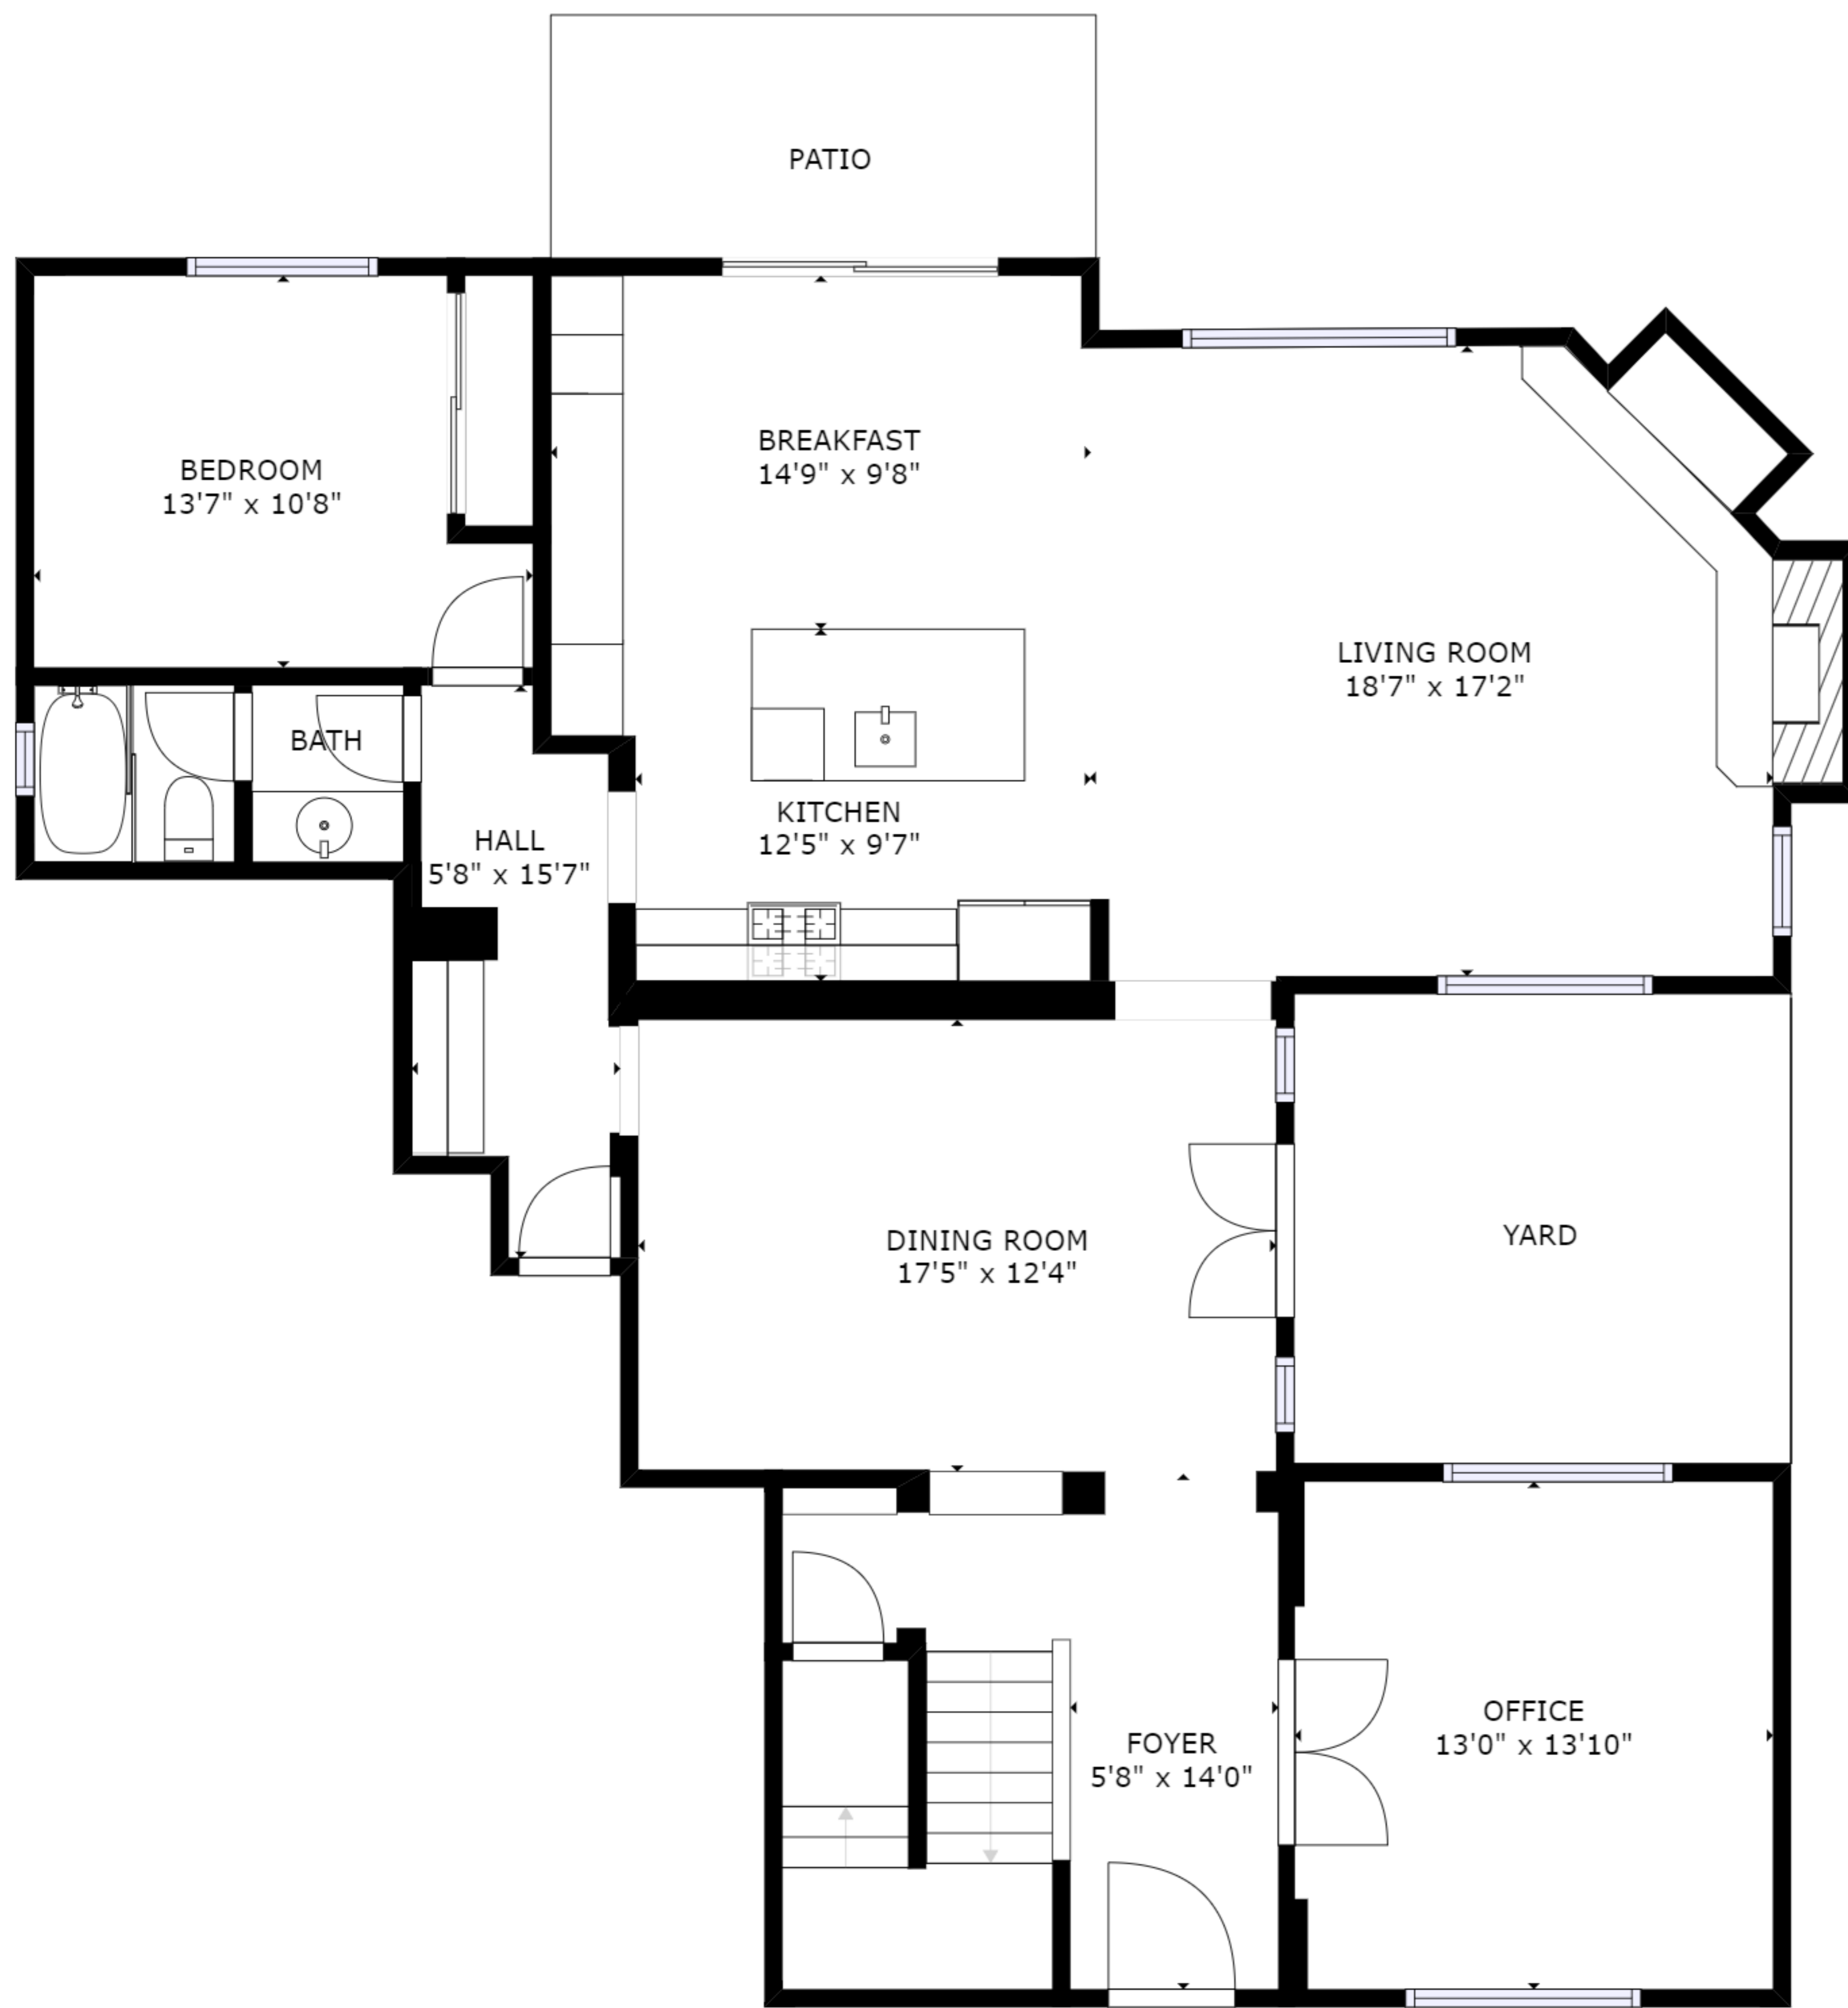 PATIO
BREAKFAST
14'9" x 9'8"
BEDROOM
13'7" x 10'8"
LIVING ROOM
18'7" x 17'2"
BATH
KITCHEN
12'5" x 9'7"
HALL
5'8" x 15'7"
DINING ROOM
17'5" x 12'4"
YARD
OFFICE
13'0" x 13'10"
FOYER
5'8" x 14'0"